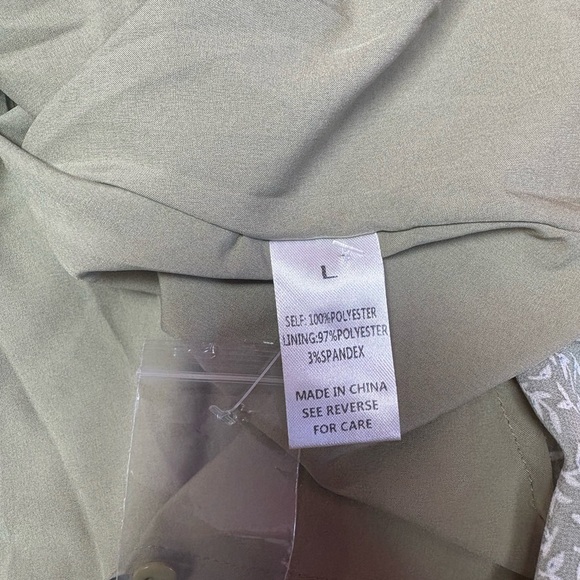 L
SELF: 100%POLYESTER
LINING:97%POLYESTER
3%SPANDEX
MADE IN CHINA
SEE REVERSE
FOR CARE